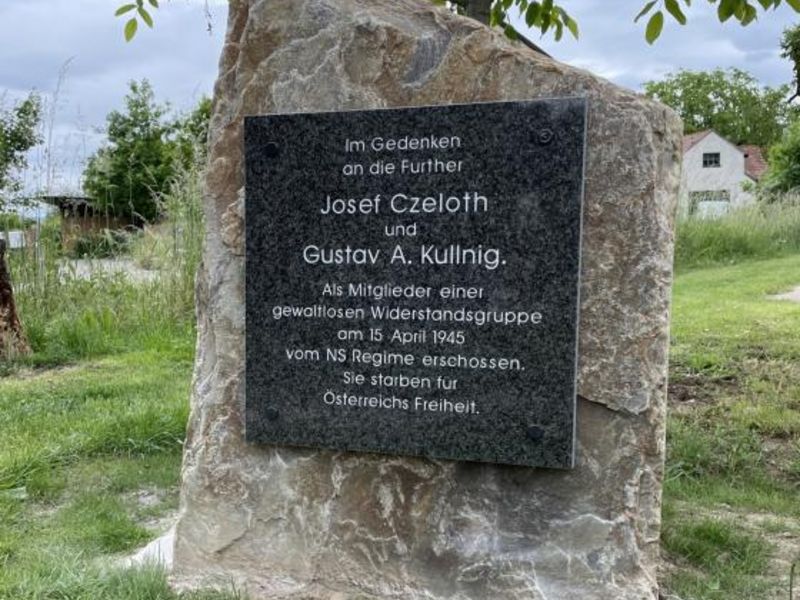 Im Gedenken
an die Further
Josef Czeloth
und
Gustav A. Kullnig.
Als Mitglieder einer
gewaltlosen Widerstandsgruppe
am 15 April 1945
vom NS Regime erschossen.
Sie starben für
Österreichs Freiheit.